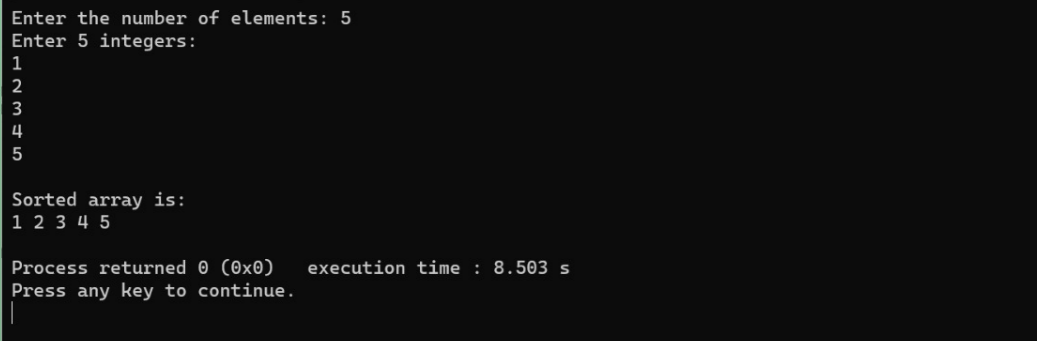 Enter the number of elements: 5
Enter 5 integers:
1
2
3
4
5
Sorted array is:
1 2 3 4 5
Process returned 0 (0x0)   execution time : 8.503 s
Press any key to continue.